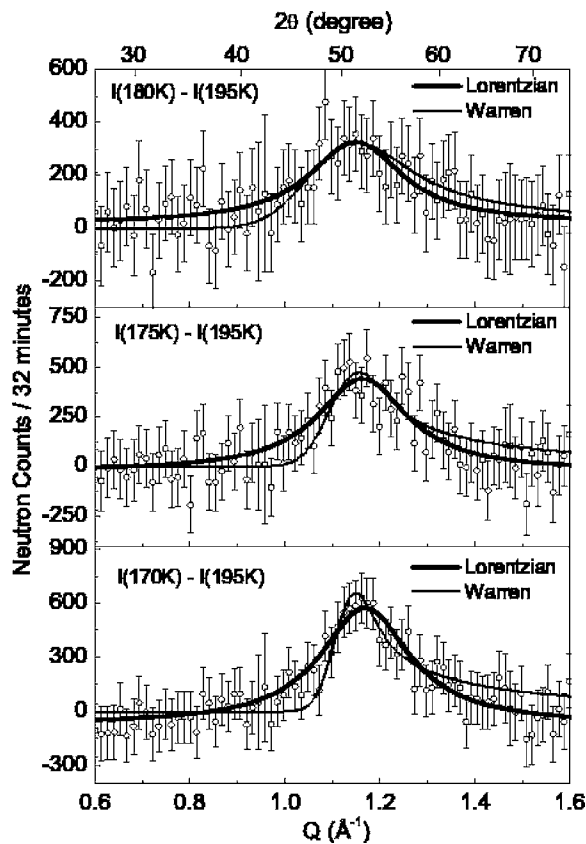 2θ (degree)
30 40 50 60 70
600
400
200
0
-200
I(180K) - I(195K)
Lorentzian
Warren
750
500
250
0
-250
I(175K) - I(195K)
Lorentzian
Warren
900
600
300
0
-300
I(170K) - I(195K)
Lorentzian
Warren
Neutron Counts / 32 minutes
0.6 0.8 1.0 1.2 1.4 1.6
Q (Å⁻¹)